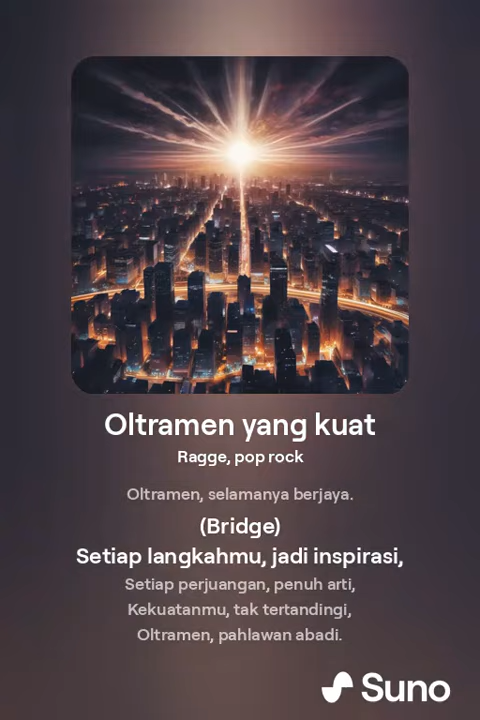 Oltramen yang kuat
Ragge, pop rock
Oltramen, selamanya berjaya.
(Bridge)
Setiap langkahmu, jadi inspirasi,
Setiap perjuangan, penuh arti,
Kekuatanmu, tak tertandingi,
Oltramen, pahlawan abadi.
Suno